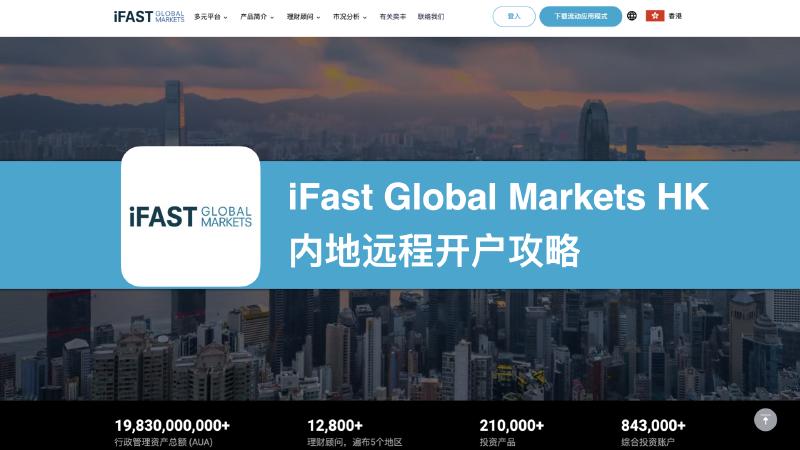 iFAST GLOBAL MARKETS 多元平台 产品简介 理财顾问 市况分析 有关奕丰 联络我们 登入 下载流动应用程式 香港
iFAST GLOBAL MARKETS
iFast Global Markets HK
内地远程开户攻略
19,830,000,000+ 12,800+ 210,000+ 843,000+
行政管理资产总额 (AUA) 理财顾问，遍布5个地区 投资产品 综合投资账户